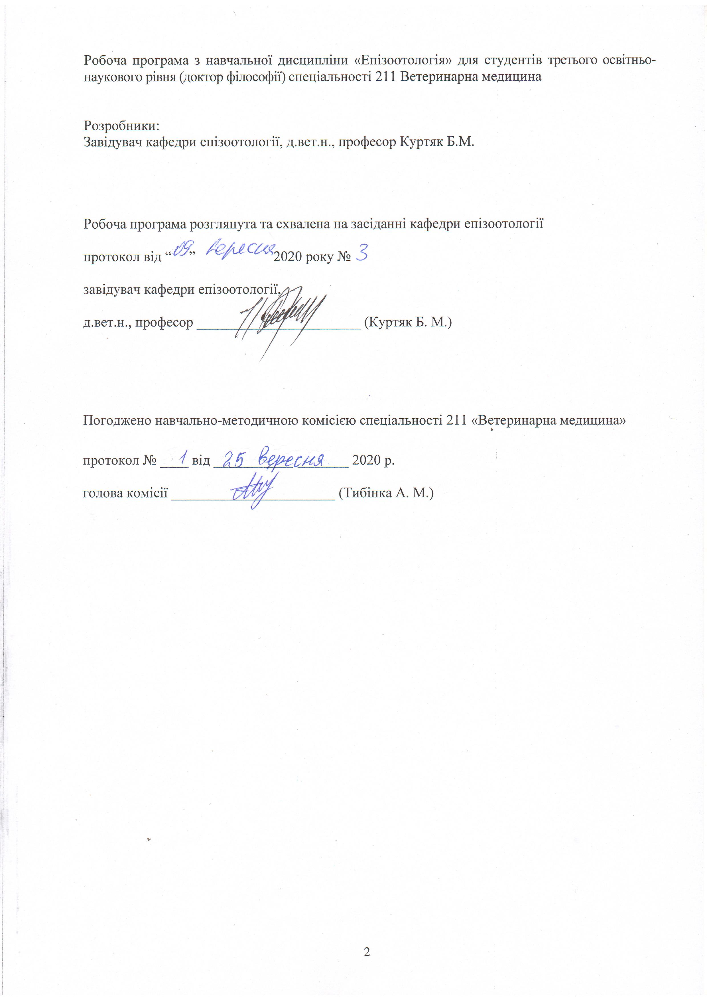 Робоча програма з навчальної дисципліни «Епізоотологія» для студентів третього освітньо-
наукового рівня (доктор філософії) спеціальності 211 Ветеринарна медицина
Розробники:
Завідувач кафедри епізоотології, д.вет.н., професор Куртяк Б.М.
Робоча програма розглянута та схвалена на засіданні кафедри епізоотології
протокол від “09” вересня 2020 року № 3
завідувач кафедри епізоотології,
д.вет.н., професор _______________________ (Куртяк Б. М.)
Погоджено навчально-методичною комісією спеціальності 211 «Ветеринарна медицина»
протокол № 1 від 25 вересня 2020 р.
голова комісії _______________________ (Тибінка А. М.)
2